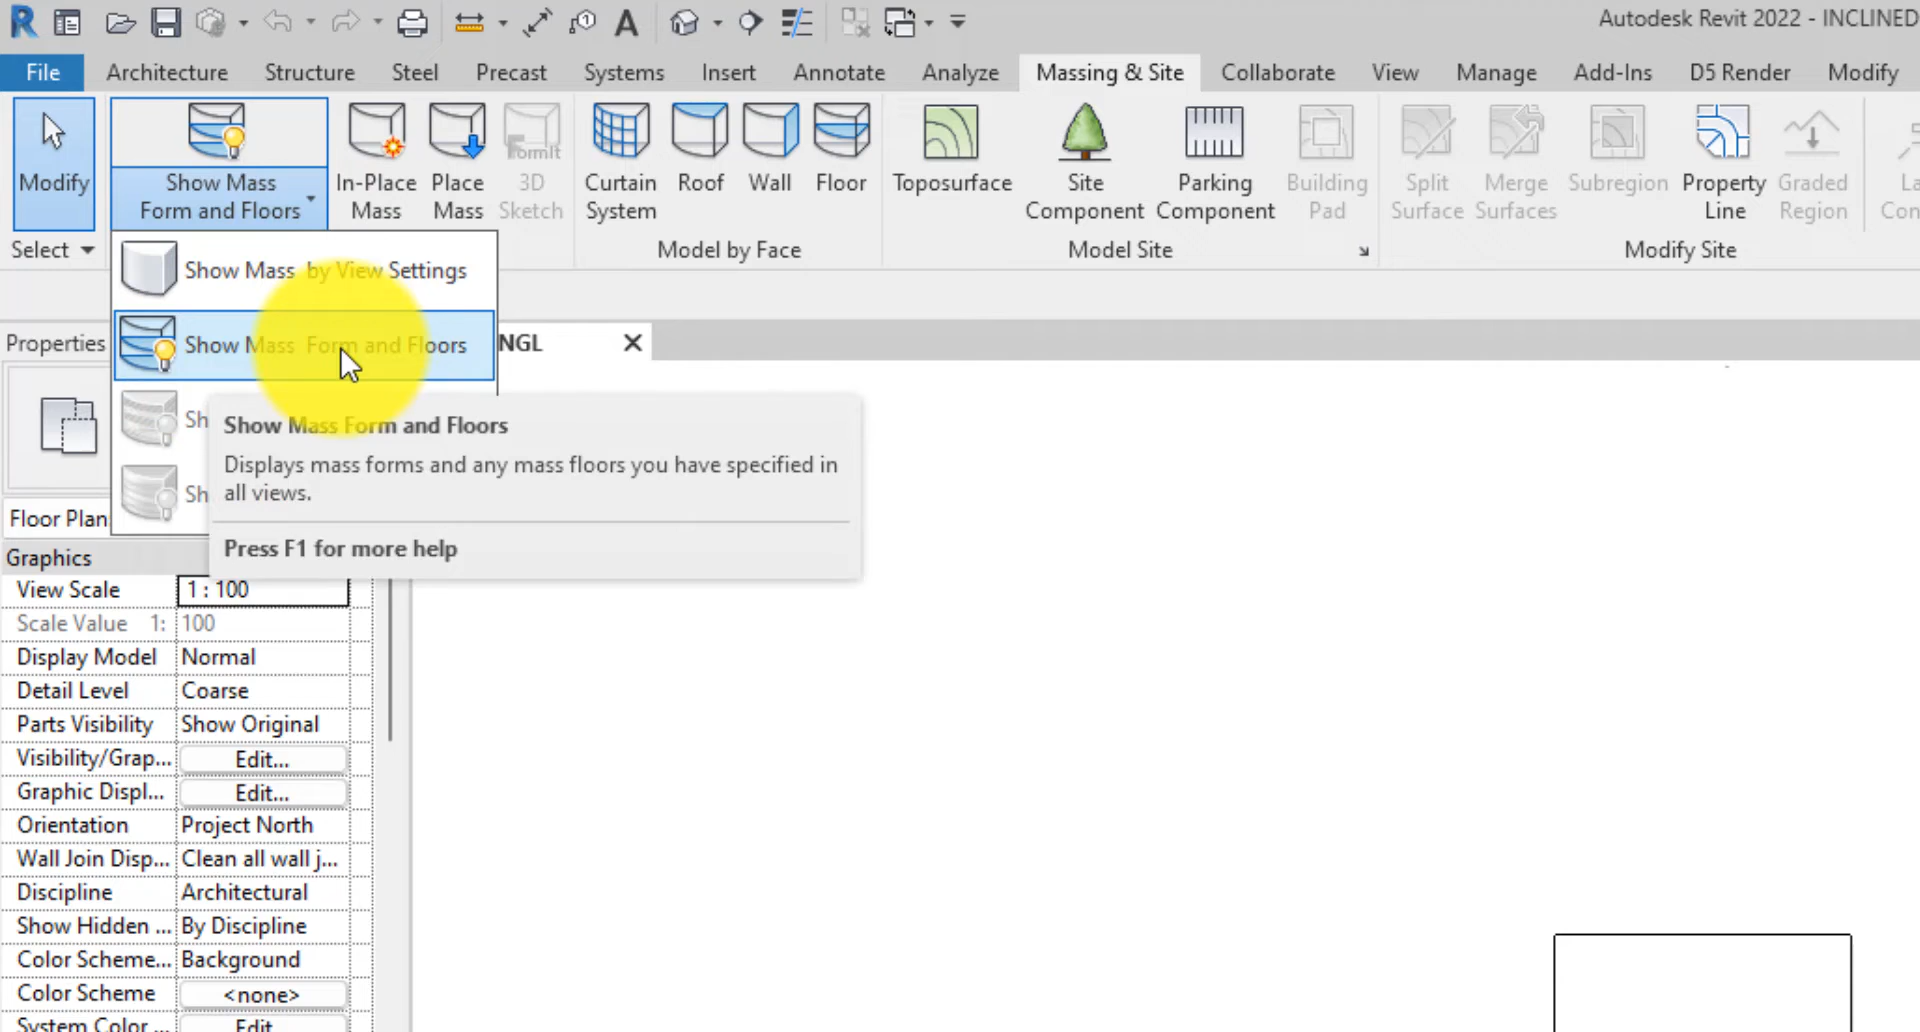 Autodesk Revit 2022 - INCLINED
File Architecture Structure Steel Precast Systems Insert Annotate Analyze Massing & Site Collaborate View Manage Add-Ins D5 Render Modify
Modify
Show Mass
Form and Floors
In-Place
Mass
Place
Mass
FormIt
3D
Sketch
Curtain
System
Roof
Wall
Floor
Toposurface
Site
Component
Parking
Component
Building
Pad
Split
Surface
Merge
Surfaces
Subregion
Property
Line
Graded
Region
Select
Model by Face
Model Site
Modify Site
Show Mass by View Settings
Show Mass Form and Floors
NGL
Properties
Show Mass Form and Floors
Displays mass forms and any mass floors you have specified in
all views.
Press F1 for more help
Floor Plan
Graphics
View Scale 1 : 100
Scale Value 1: 100
Display Model Normal
Detail Level Coarse
Parts Visibility Show Original
Visibility/Grap... Edit...
Graphic Displ... Edit...
Orientation Project North
Wall Join Disp... Clean all wall j...
Discipline Architectural
Show Hidden ... By Discipline
Color Scheme... Background
Color Scheme <none>
System Color ... Edit...